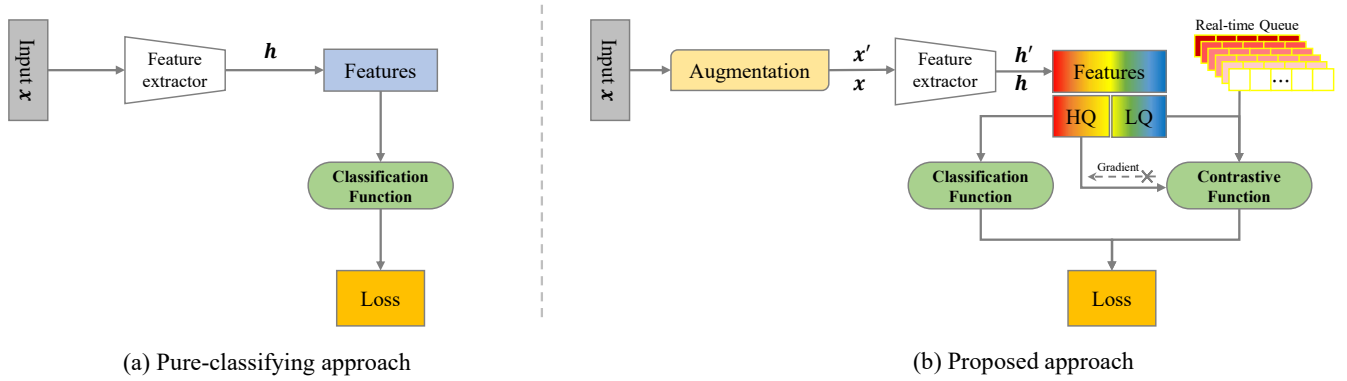 Input x
Feature
extractor
h
Features
Classification
Function
Loss
(a) Pure-classifying approach
Input x
Augmentation
x′
x
Feature
extractor
h′
h
Real-time Queue
...
Features
HQ
LQ
Gradient
Classification
Function
Contrastive
Function
Loss
(b) Proposed approach